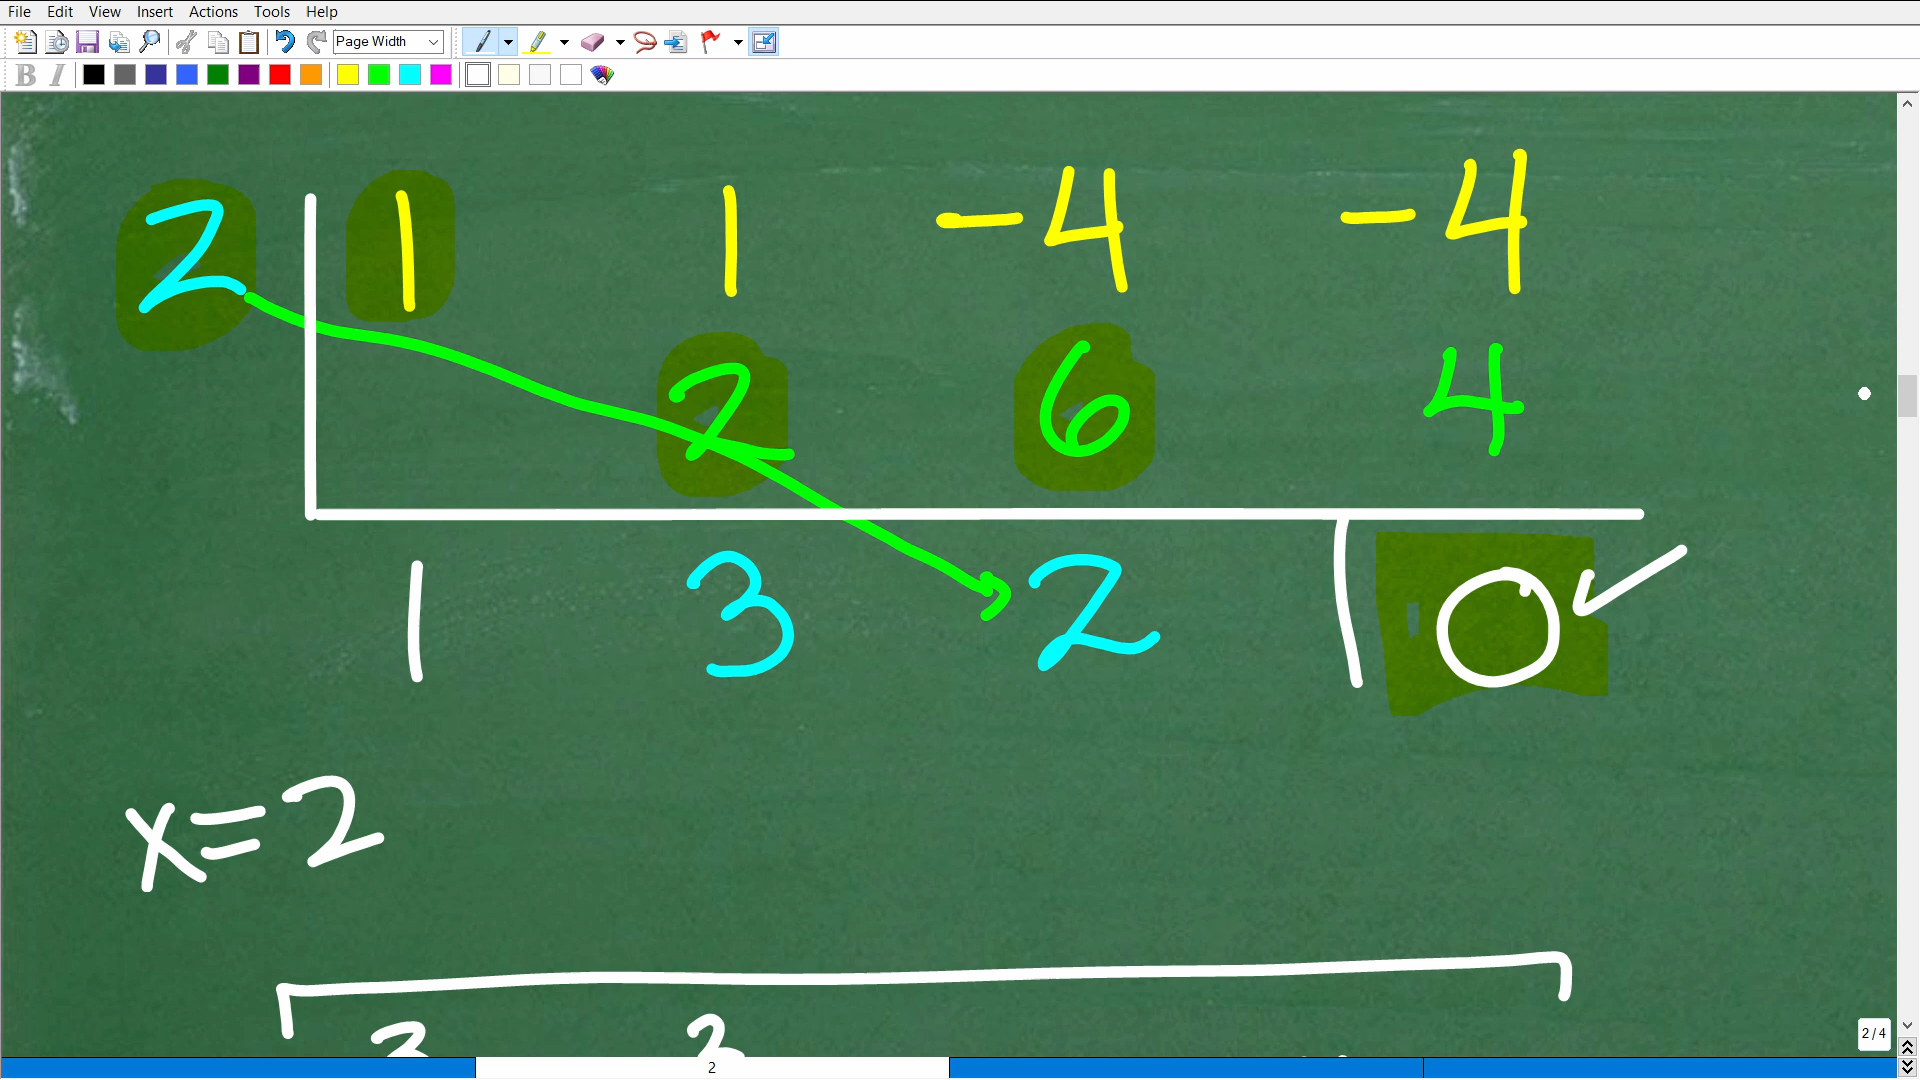 File Edit View Insert Actions Tools Help
Page Width
B I
2 1 1 -4 -4
2 6 4
1 3 2 0
x=2
2/4
2